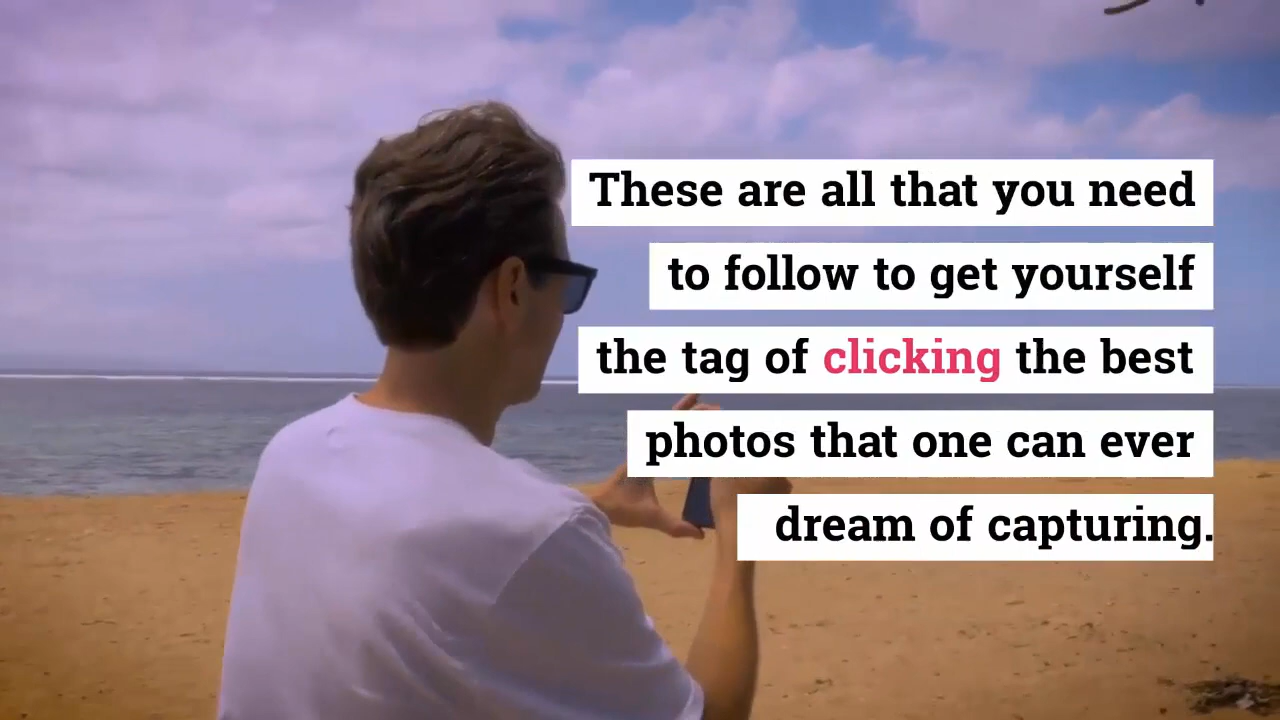 These are all that you need
to follow to get yourself
the tag of clicking the best
photos that one can ever
dream of capturing.